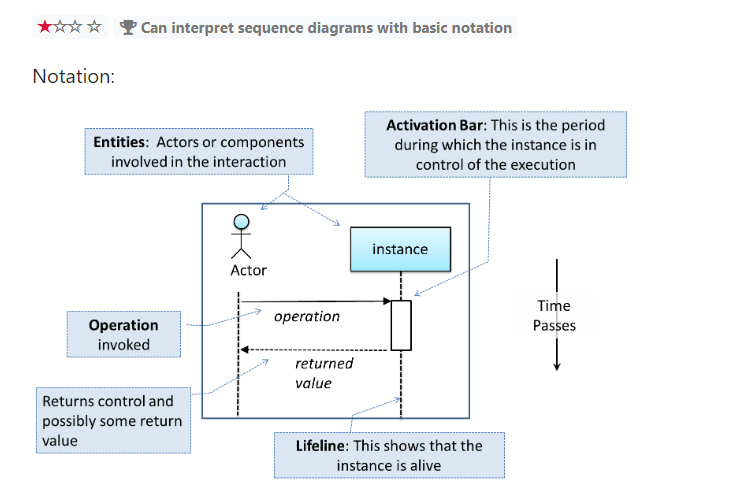 Can interpret sequence diagrams with basic notation
Notation:
Entities: Actors or components
involved in the interaction
Activation Bar: This is the period
during which the instance is in
control of the execution
Actor
instance
operation
Operation
invoked
returned
value
Time
Passes
Returns control and
possibly some return
value
Lifeline: This shows that the
instance is alive